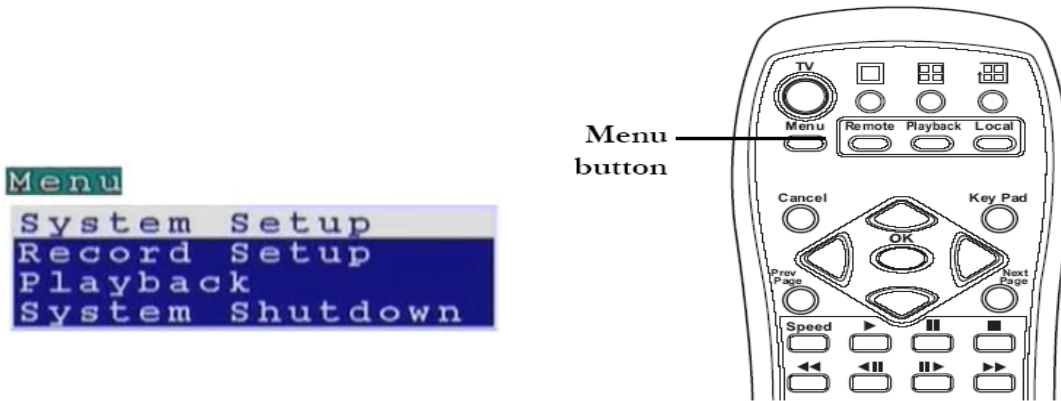 Menu
System Setup
Record Setup
Playback
System Shutdown
Menu
button
TV
Menu
Remote Playback Local
Cancel
Key Pad
OK
Prev
Page
Next
Page
Speed